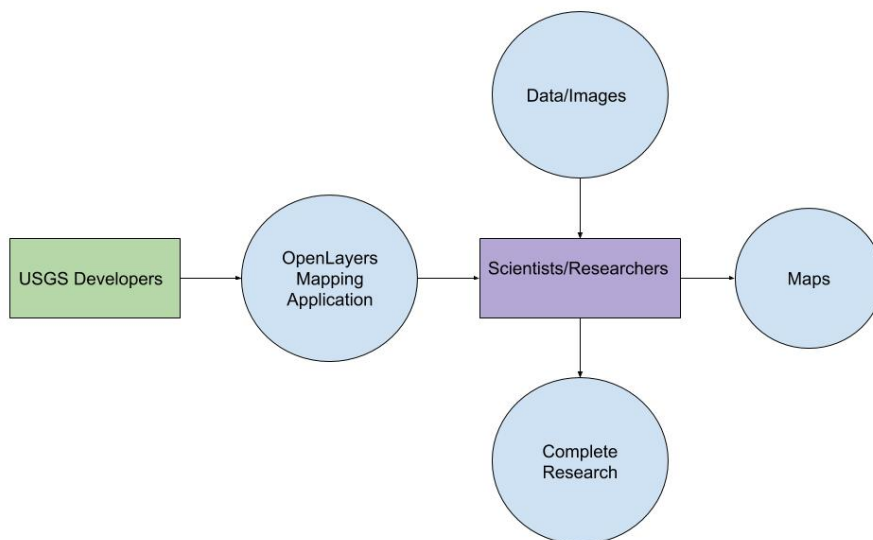 Data/Images
USGS Developers
OpenLayers
Mapping
Application
Scientists/Researchers
Maps
Complete
Research